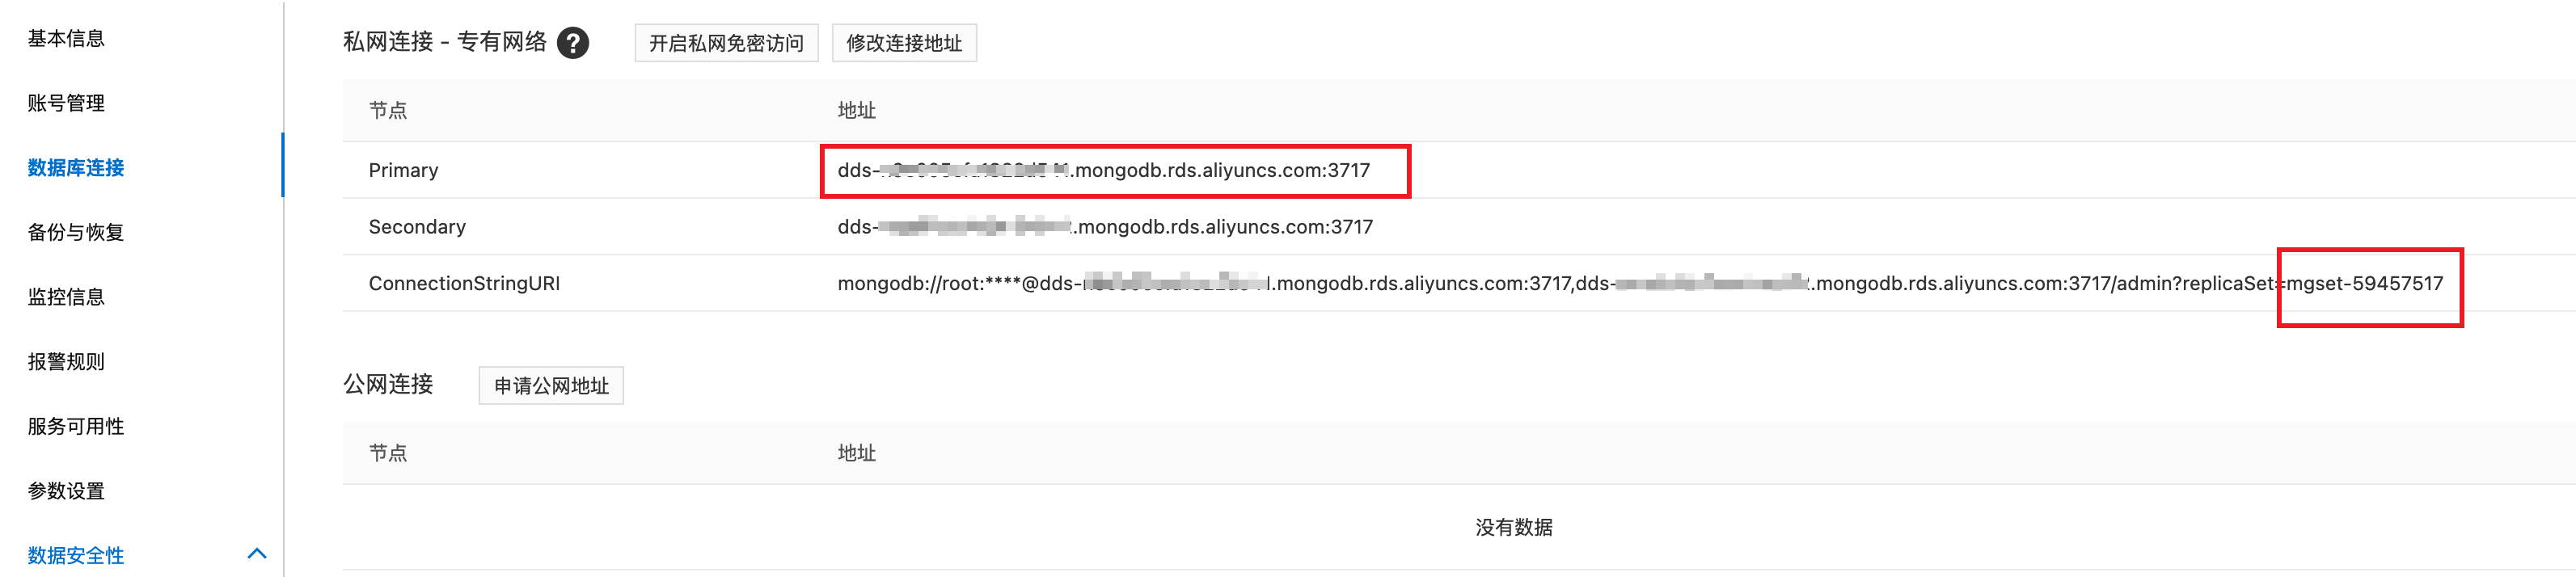 基本信息
账号管理
数据库连接
备份与恢复
监控信息
报警规则
服务可用性
参数设置
数据安全性
私网连接 - 专有网络 ? 开启私网免密访问 修改连接地址
节点 地址
Primary dds- .mongodb.rds.aliyuncs.com:3717
Secondary dds- .mongodb.rds.aliyuncs.com:3717
ConnectionStringURI mongodb://root:****@dds- .mongodb.rds.aliyuncs.com:3717,dds- .mongodb.rds.aliyuncs.com:3717/admin?replicaSet=mgset-59457517
公网连接 申请公网地址
节点 地址
没有数据